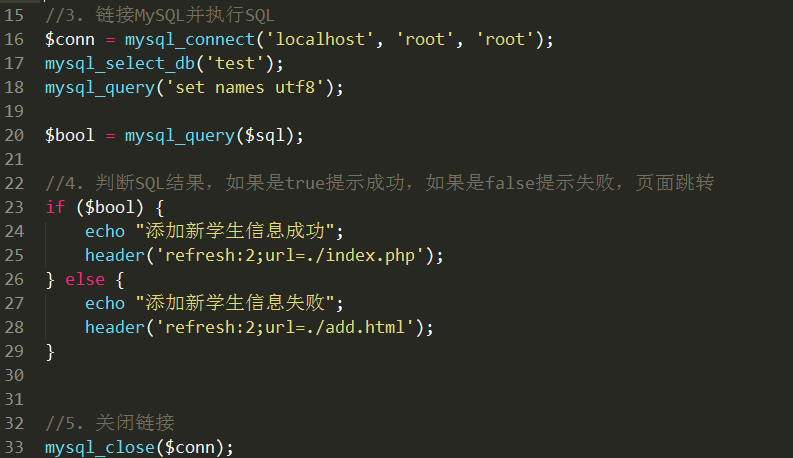 15 //3. 链接MySQL并执行SQL
16 $conn = mysql_connect('localhost', 'root', 'root');
17 mysql_select_db('test');
18 mysql_query('set names utf8');
19
20 $bool = mysql_query($sql);
21
22 //4. 判断SQL结果，如果是true提示成功，如果是false提示失败，页面跳转
23 if ($bool) {
24     echo "添加新学生信息成功";
25     header('refresh:2;url=./index.php');
26 } else {
27     echo "添加新学生信息失败";
28     header('refresh:2;url=./add.html');
29 }
30
31
32 //5. 关闭链接
33 mysql_close($conn);